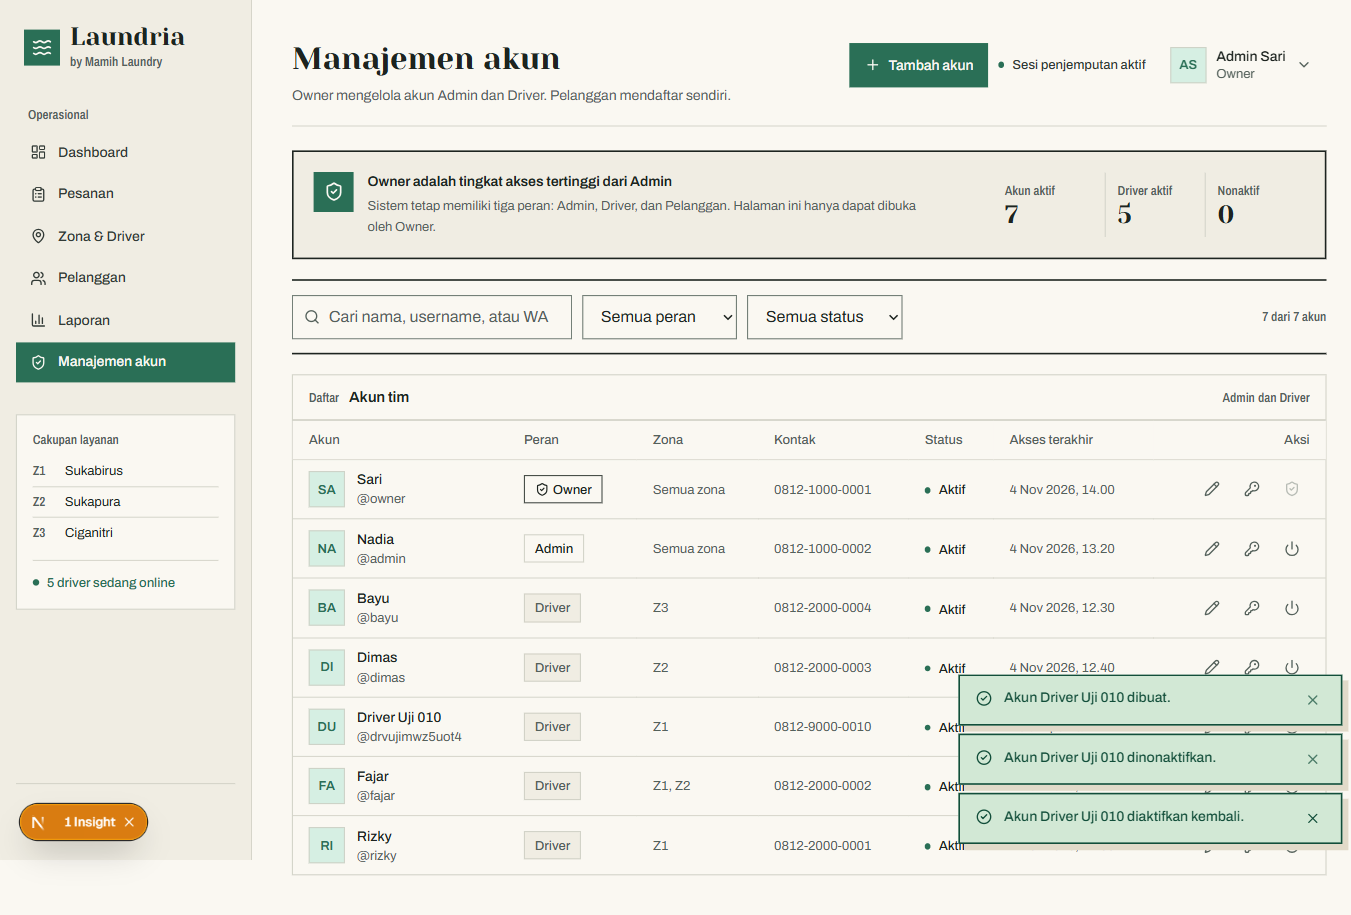 Laundria
by Mamih Laundry
Operasional
Dashboard
Pesanan
Zona & Driver
Pelanggan
Laporan
Manajemen akun
Cakupan layanan
Z1 Sukabirus
Z2 Sukapura
Z3 Ciganitri
5 driver sedang online
N 1 Insight
Manajemen akun
Owner mengelola akun Admin dan Driver. Pelanggan mendaftar sendiri.
Tambah akun
Sesi penjemputan aktif
AS
Admin Sari
Owner
Owner adalah tingkat akses tertinggi dari Admin
Sistem tetap memiliki tiga peran: Admin, Driver, dan Pelanggan. Halaman ini hanya dapat dibuka
oleh Owner.
Akun aktif
7
Driver aktif
5
Nonaktif
0
Cari nama, username, atau WA
Semua peran
Semua status
7 dari 7 akun
Daftar Akun tim
Admin dan Driver
Akun Peran Zona Kontak Status Akses terakhir Aksi
SA Sari Owner Semua zona 0812-1000-0001 Aktif 4 Nov 2026, 14.00
@owner
NA Nadia Admin Semua zona 0812-1000-0002 Aktif 4 Nov 2026, 13.20
@admin
BA Bayu Driver Z3 0812-2000-0004 Aktif 4 Nov 2026, 12.30
@bayu
DI Dimas Driver Z2 0812-2000-0003 Aktif 4 Nov 2026, 12.40
@dimas
DU Driver Uji 010 Driver Z1 0812-9000-0010 Aktif
@drvujimwz5uot4
FA Fajar Driver Z1, Z2 0812-2000-0002 Aktif
@fajar
RI Rizky Driver Z1 0812-2000-0001 Aktif
@rizky
Akun Driver Uji 010 dibuat.
Akun Driver Uji 010 dinonaktifkan.
Akun Driver Uji 010 diaktifkan kembali.